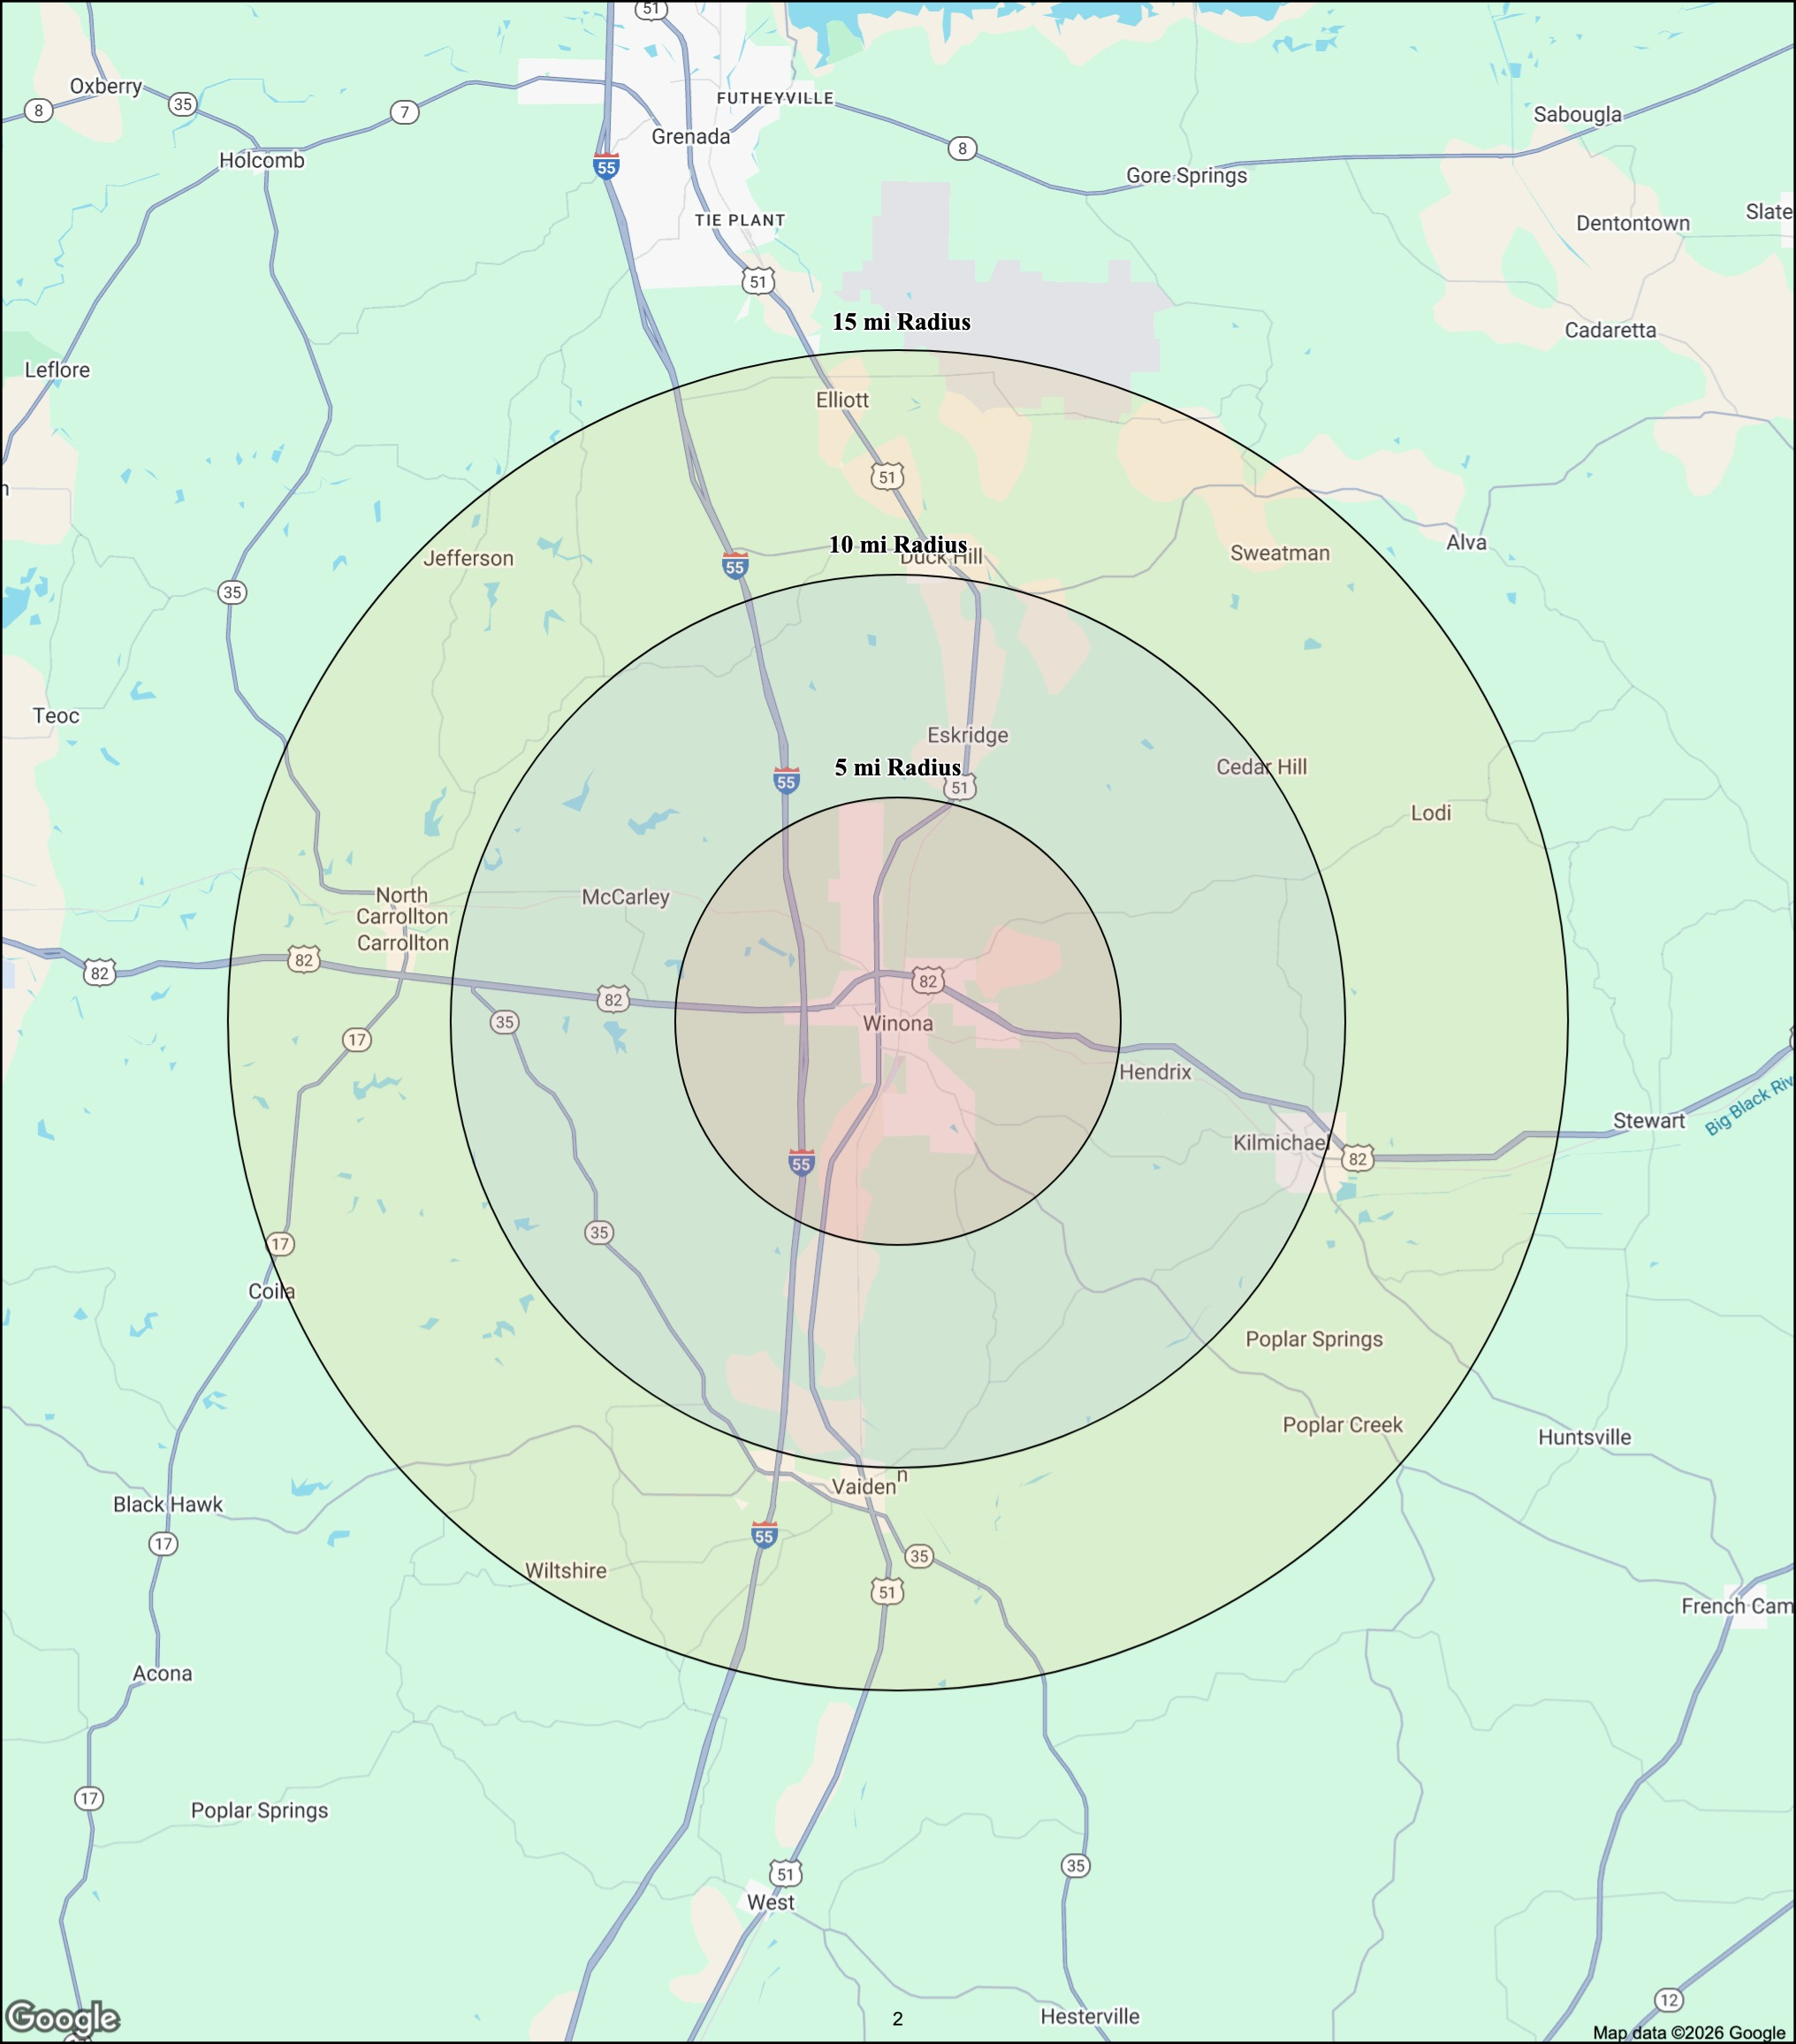 51
Oxberry
8
35
7
FUTHEYVILLE
Grenada
8
Sabougla
Holcomb
55
Gore Springs
TIE PLANT
Slate
Dentontown
51
15 mi Radius
Cadaretta
Leflore
Elliott
51
n
Alva
10 mi Radius
Duck Hill
Jefferson
55
Sweatman
35
Teoc
Eskridge
5 mi Radius
Cedar Hill
55
51
Lodi
North
Carrollton
McCarley
Carrollton
82
82
82
82
35
Winona
17
Hendrix
Stewart
Big Black Riv
Kilmichael
82
55
35
17
Coila
Poplar Springs
Poplar Creek
Huntsville
n
Vaiden
Black Hawk
55
17
35
Wiltshire
51
French Cam
Acona
17
Poplar Springs
51
35
West
12
Google
2
Hesterville
Map data ©2026 Google